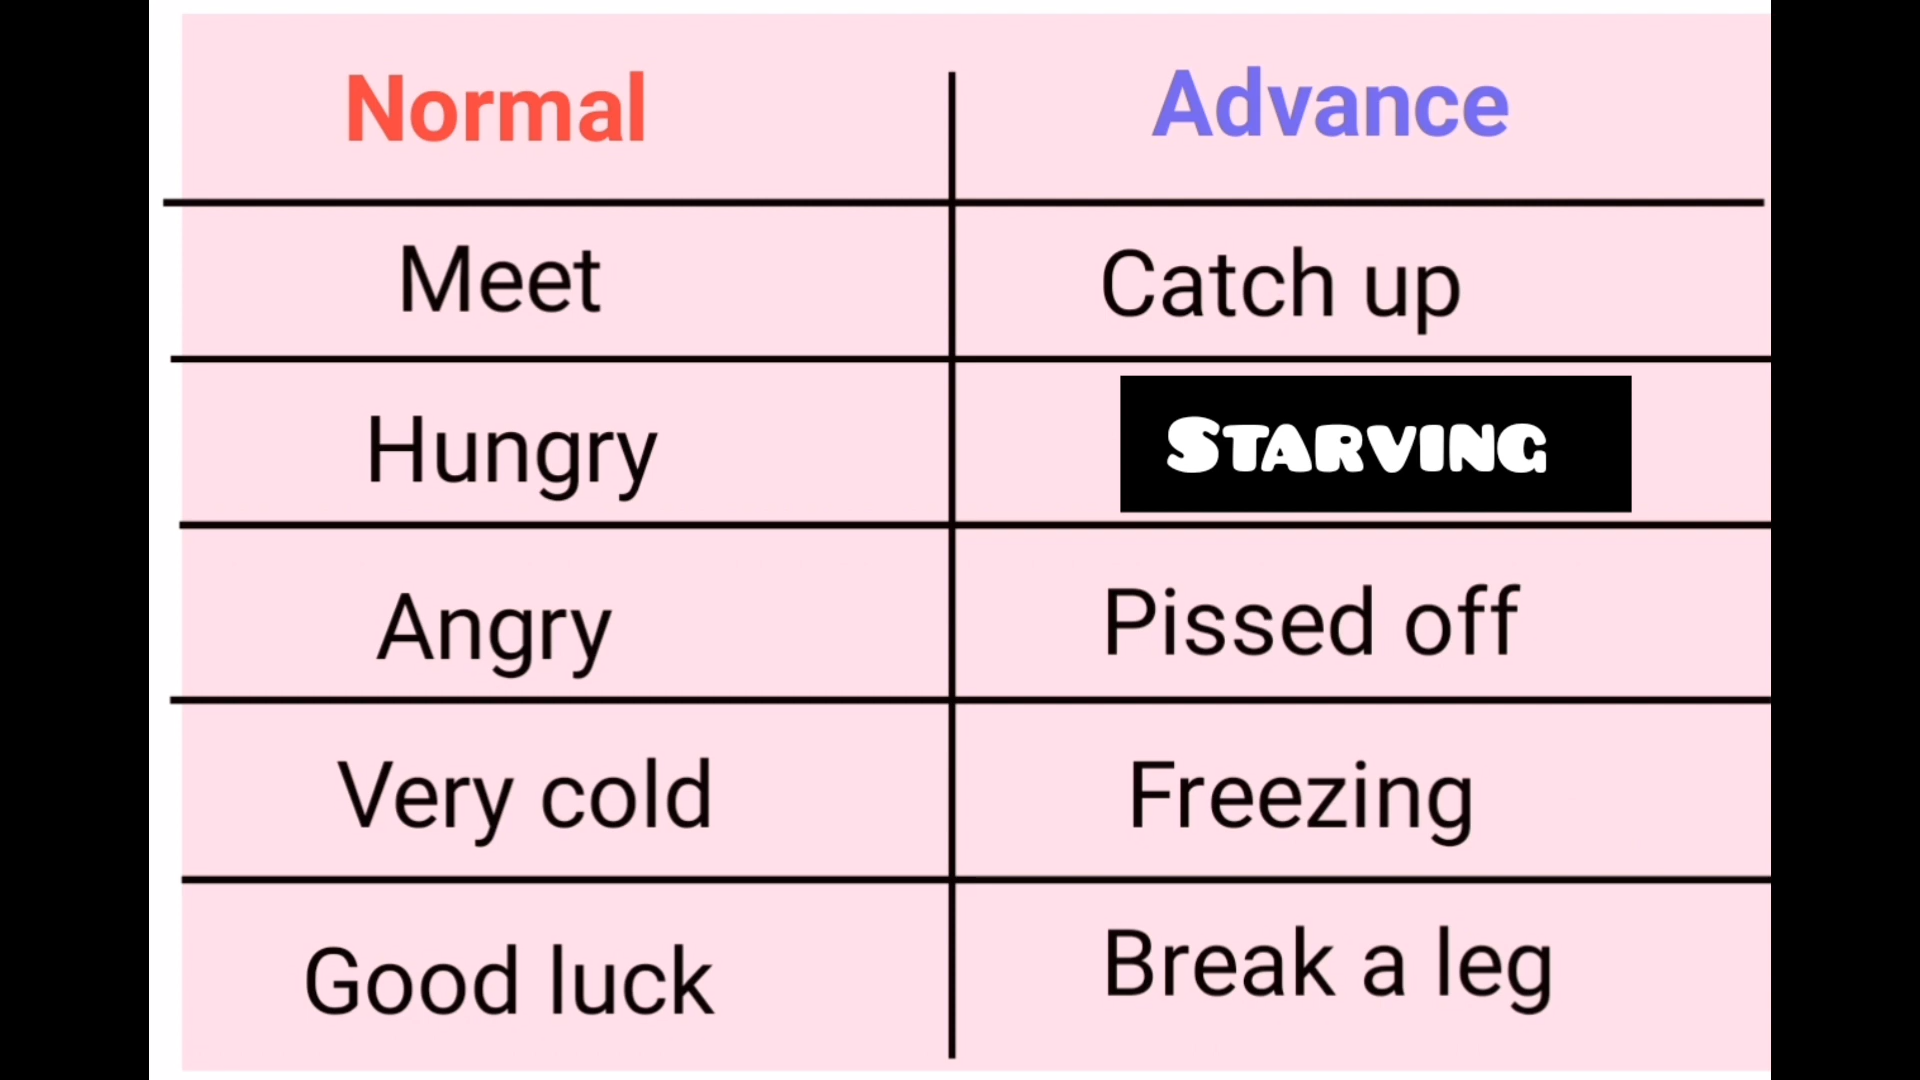 Normal Advance
Meet Catch up
Hungry STARVING
Angry Pissed off
Very cold Freezing
Good luck Break a leg